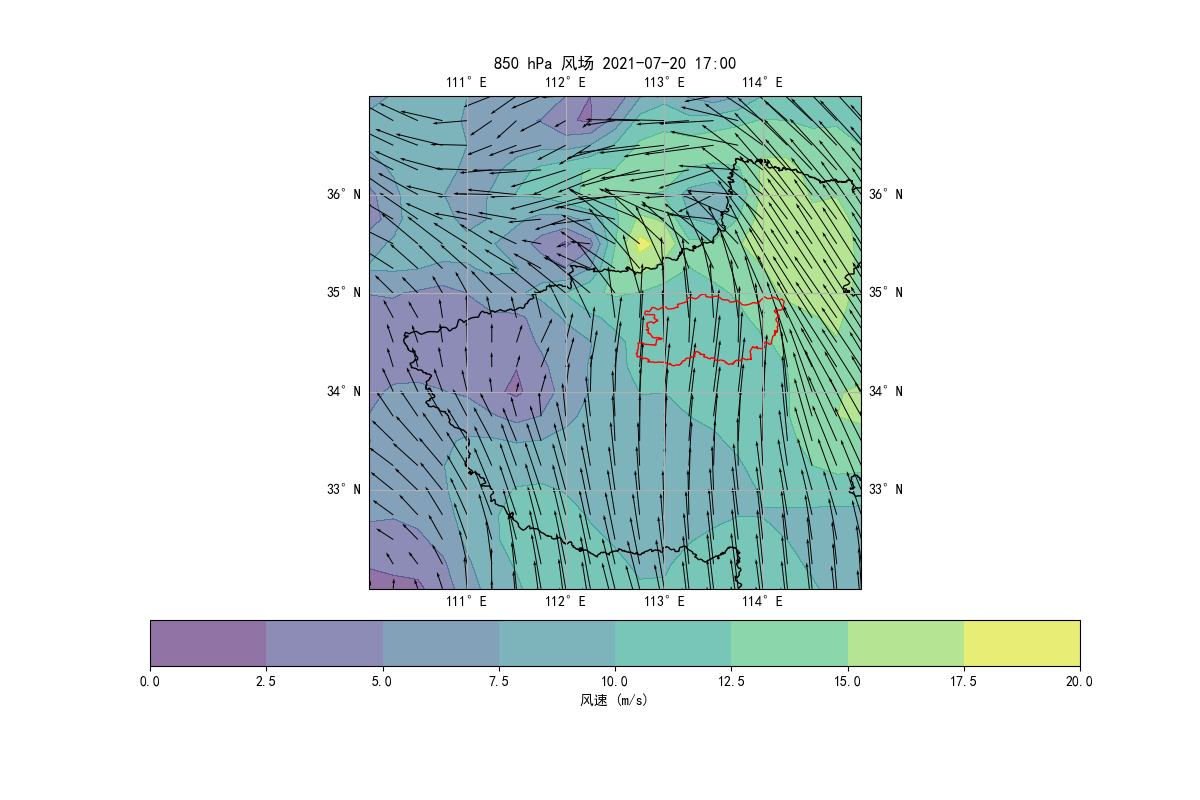 850 hPa 风场 2021-07-20 17:00
111° E 112° E 113° E 114° E
36° N 36° N
35° N 35° N
34° N 34° N
33° N 33° N
111° E 112° E 113° E 114° E
0.0 2.5 5.0 7.5 10.0 12.5 15.0 17.5 20.0
风速 (m/s)